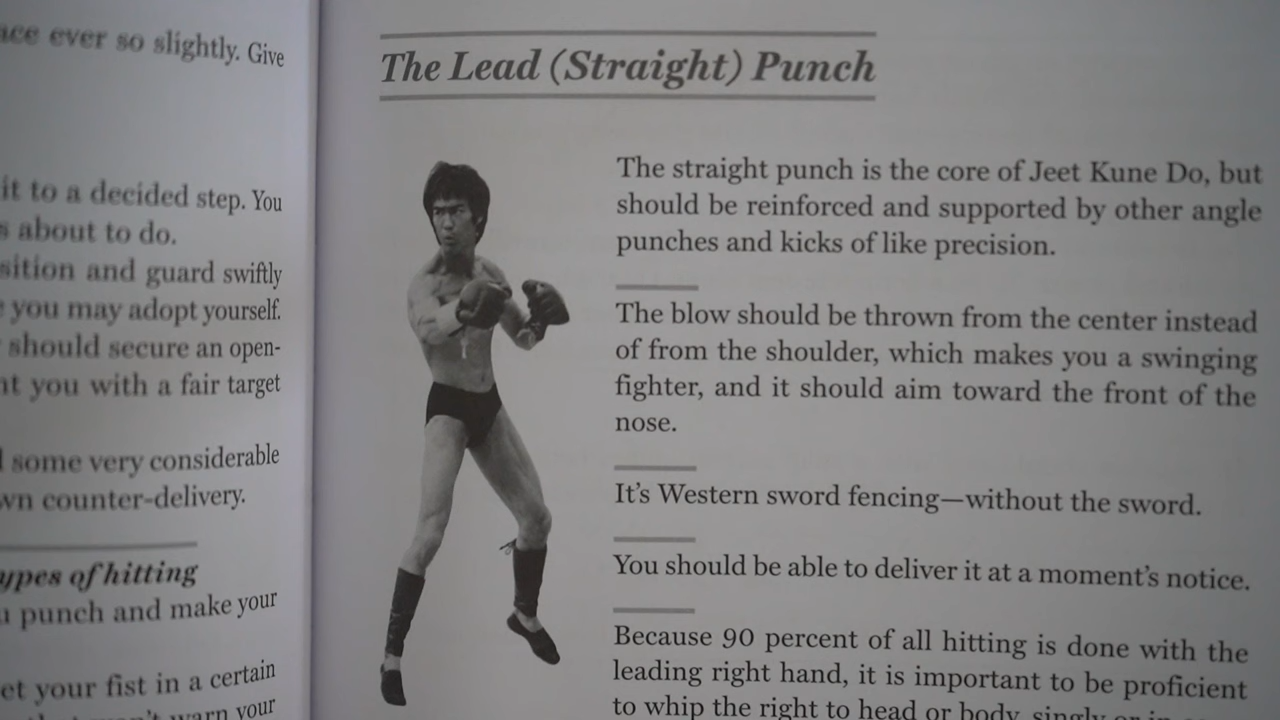 ace ever so slightly. Give
it to a decided step. You
s about to do.
sition and guard swiftly
you may adopt yourself.
should secure an open-
nt you with a fair target
some very considerable
wn counter-delivery.
ypes of hitting
u punch and make your
et your fist in a certain
warn your
The Lead (Straight) Punch
The straight punch is the core of Jeet Kune Do, but
should be reinforced and supported by other angle
punches and kicks of like precision.
The blow should be thrown from the center instead
of from the shoulder, which makes you a swinging
fighter, and it should aim toward the front of the
nose.
It's Western sword fencing—without the sword.
You should be able to deliver it at a moment's notice.
Because 90 percent of all hitting is done with the
leading right hand, it is important to be proficient
to whip the right to head or body, singly or in